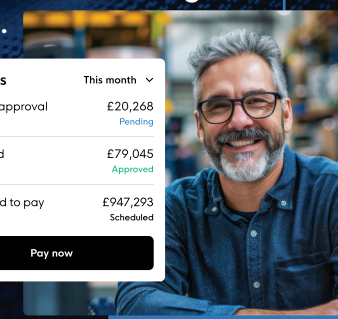 This month
approval £20,268
Pending
£79,045
Approved
d to pay £947,293
Scheduled
Pay now